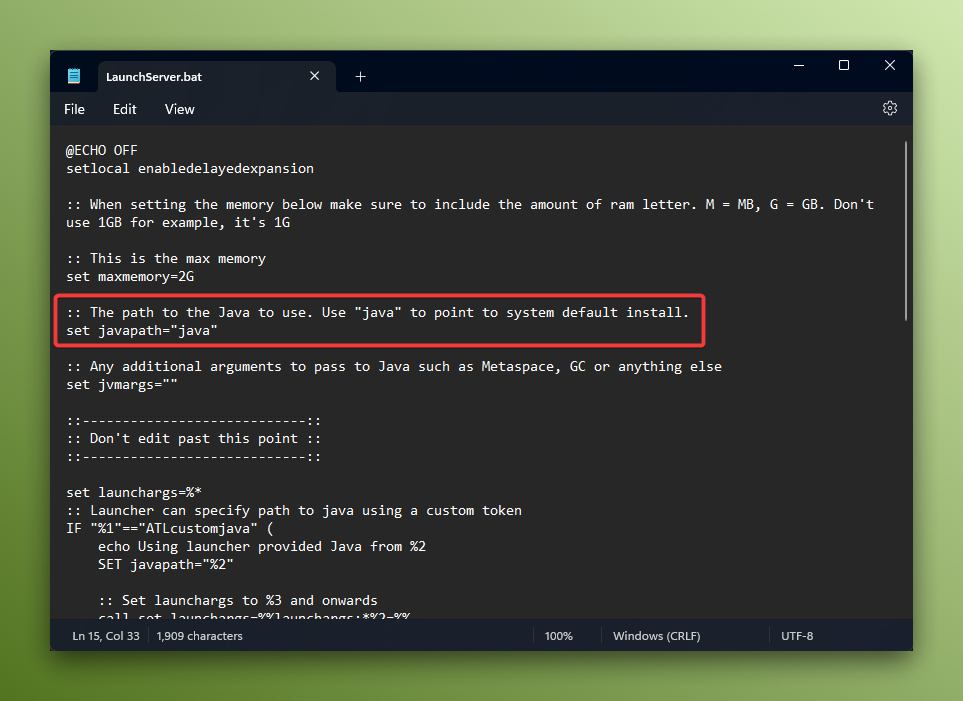 LaunchServer.bat
File Edit View
@ECHO OFF
setlocal enabledelayedexpansion
:: When setting the memory below make sure to include the amount of ram letter. M = MB, G = GB. Don't
use 1GB for example, it's 1G
:: This is the max memory
set maxmemory=2G
:: The path to the Java to use. Use "java" to point to system default install.
set javapath="java"
:: Any additional arguments to pass to Java such as Metaspace, GC or anything else
set jvmargs=""
::----------------------------::
:: Don't edit past this point ::
::----------------------------::
set launchargs=%*
:: Launcher can specify path to java using a custom token
IF "%1"=="ATLcustomjava" (
    echo Using launcher provided Java from %2
    SET javapath="%2"
    :: Set launchargs to %3 and onwards
    call set launchargs=%%launchargs:*%2=%%
Ln 15, Col 33 1,909 characters 100% Windows (CRLF) UTF-8